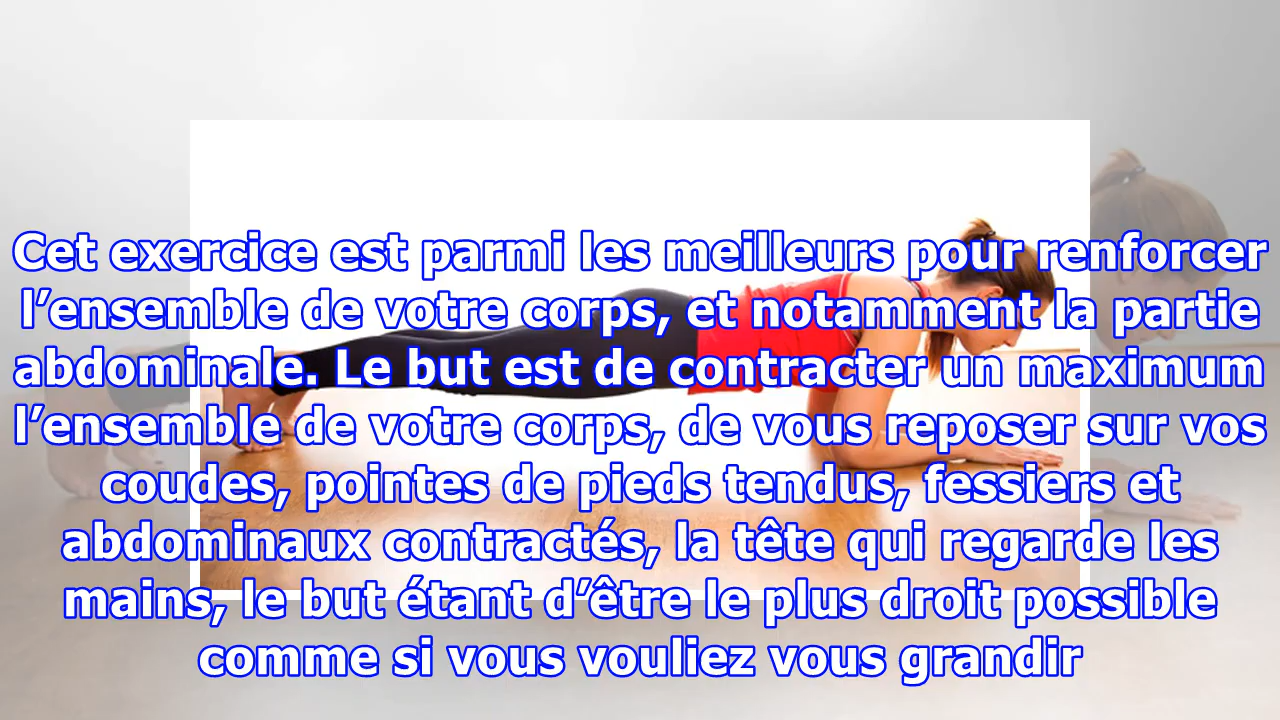 Cet exercice est parmi les meilleurs pour renforcer
l’ensemble de votre corps, et notamment la partie
abdominale. Le but est de contracter un maximum
l’ensemble de votre corps, de vous reposer sur vos
coudes, pointes de pieds tendus, fessiers et
abdominaux contractés, la tête qui regarde les
mains, le but étant d’être le plus droit possible
comme si vous vouliez vous grandir